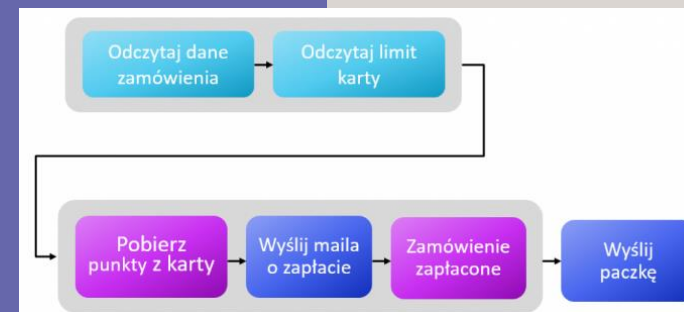 Odczytaj dane
zamówienia
Odczytaj limit
karty
Pobierz
punkty z karty
Wyślij maila
o zapłacie
Zamówienie
zapłacone
Wyślij
paczkę